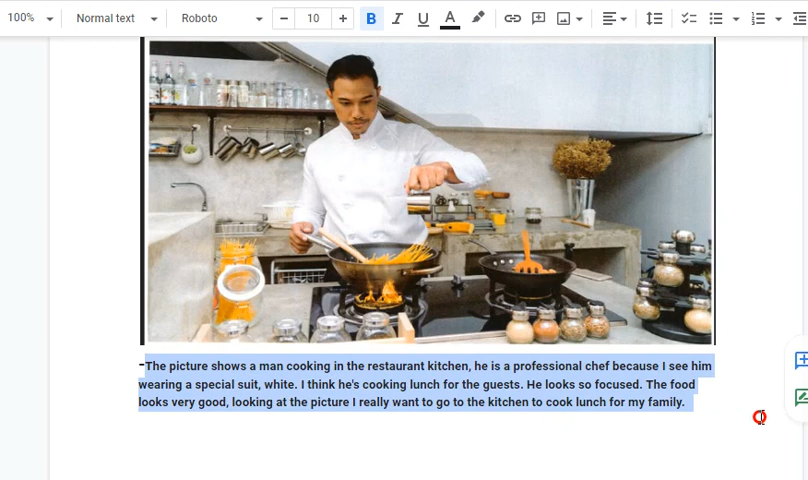 100% Normal text Roboto 10 B I U A
-The picture shows a man cooking in the restaurant kitchen, he is a professional chef because I see him
wearing a special suit, white. I think he's cooking lunch for the guests. He looks so focused. The food
looks very good, looking at the picture I really want to go to the kitchen to cook lunch for my family.